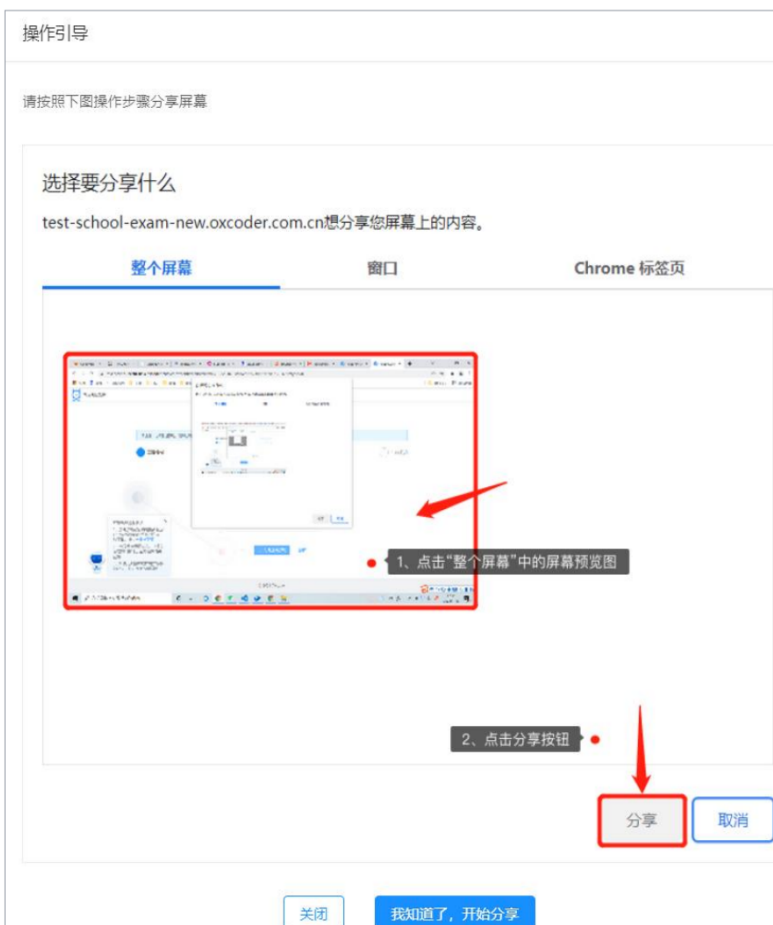 操作引导
请按照下图操作步骤分享屏幕
选择要分享什么
test-school-exam-new.oxcoder.com.cn想分享您屏幕上的内容。
整个屏幕 窗口 Chrome 标签页
1、点击“整个屏幕”中的屏幕预览图
2、点击分享按钮
分享 取消
关闭 我知道了，开始分享